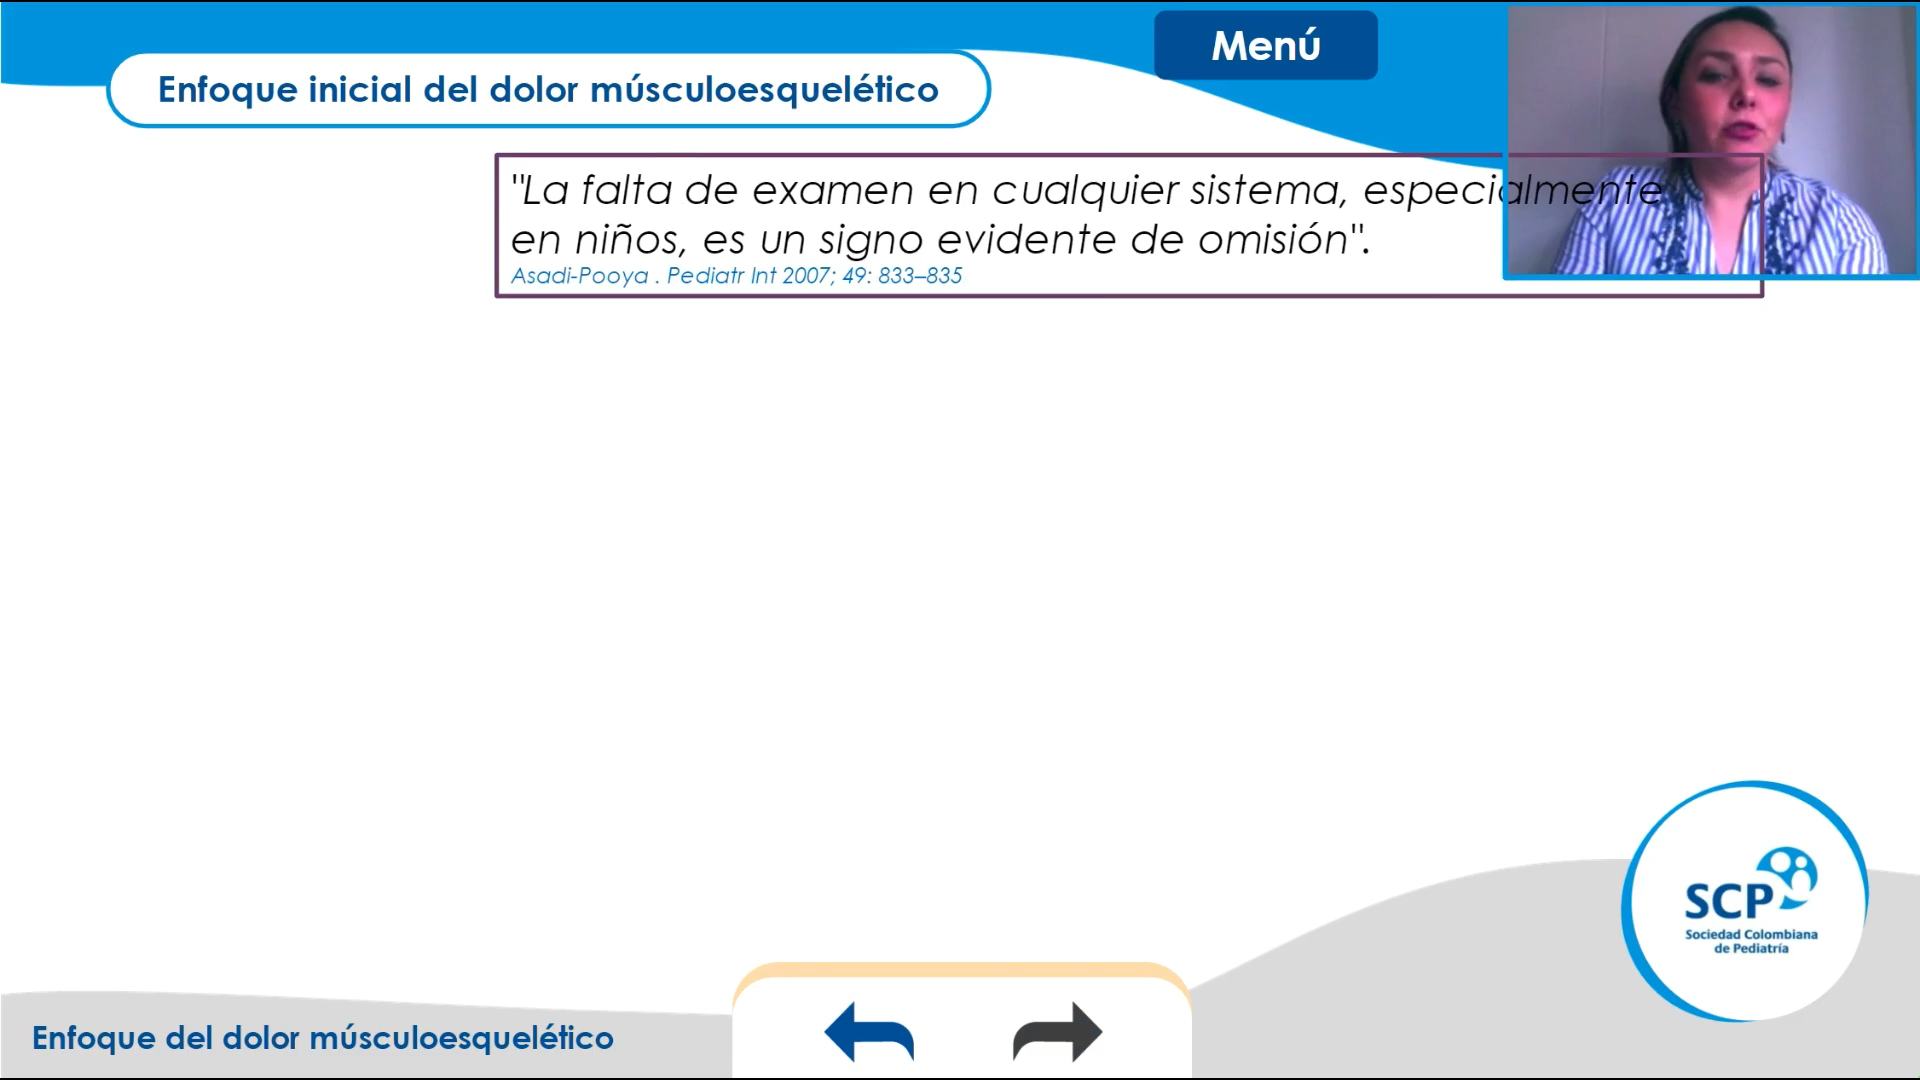 Menú
Enfoque inicial del dolor músculoesquelético
"La falta de examen en cualquier sistema, especialmente
en niños, es un signo evidente de omisión".
Asadi-Pooya . Pediatr Int 2007; 49: 833–835
SCP
Sociedad Colombiana
de Pediatría
Enfoque del dolor músculoesquelético